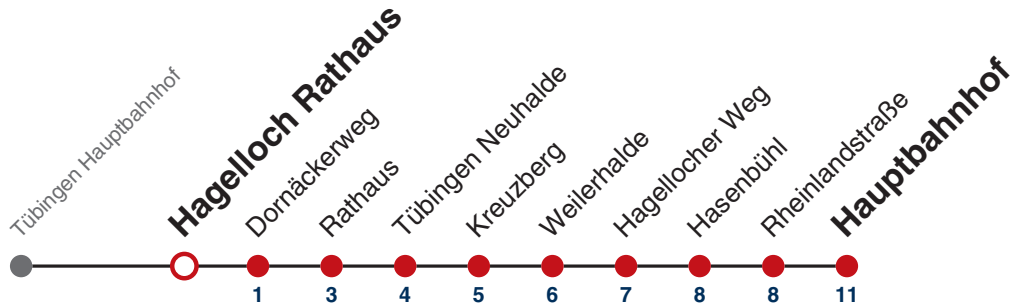 Tübingen Hauptbahnhof
Hagelloch Rathaus
Dornäckerweg
Rathaus
Tübingen Neuhalde
Kreuzberg
Weilerhalde
Hagellocher Weg
Hasenbühl
Rheinlandstraße
Hauptbahnhof
1 3 4 5 6 7 8 8 11